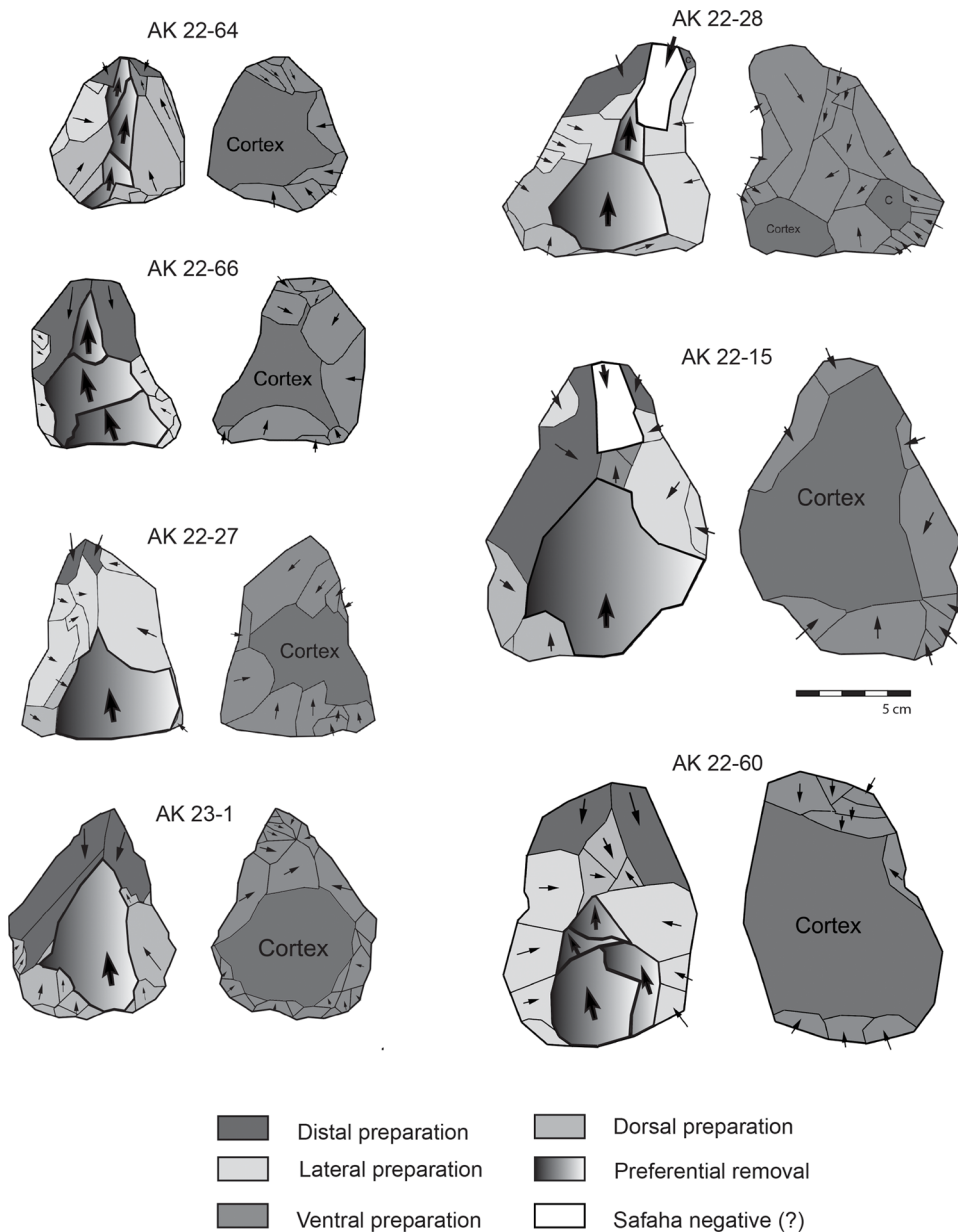 AK 22-64
Cortex
AK 22-66
Cortex
AK 22-27
Cortex
AK 23-1
Cortex
AK 22-28
C
C
Cortex
AK 22-15
Cortex
5 cm
AK 22-60
Cortex
Distal preparation
Dorsal preparation
Lateral preparation
Preferential removal
Ventral preparation
Safaha negative (?)